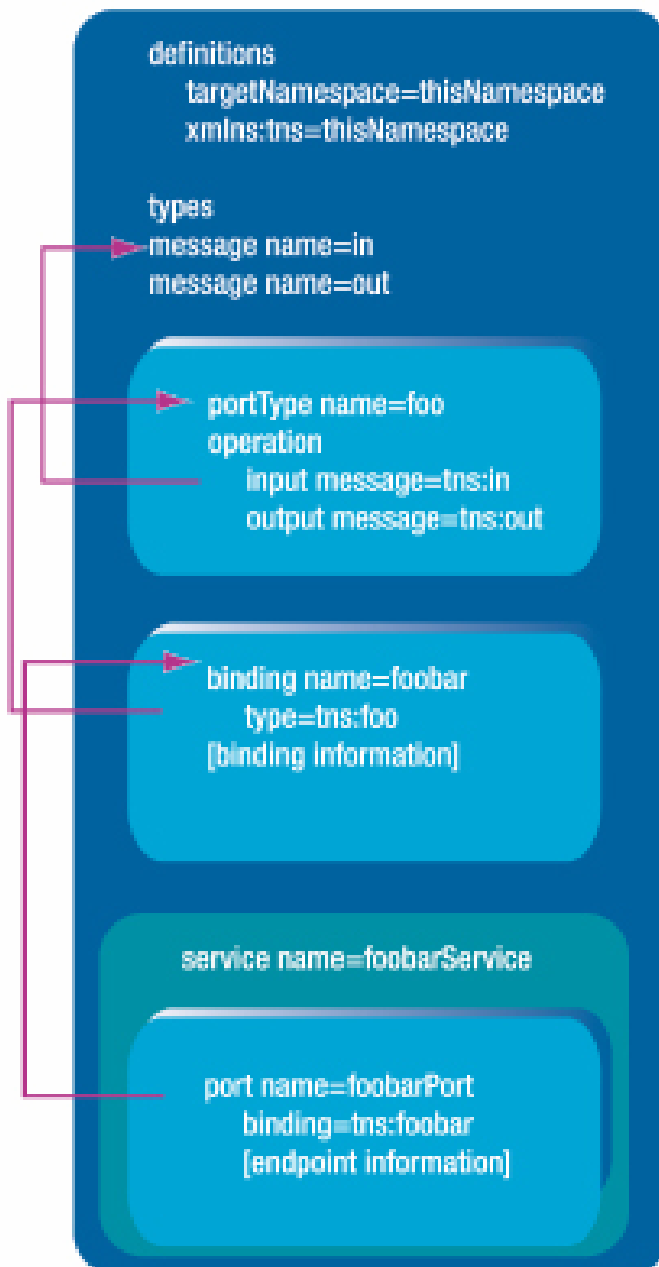 definitions
targetNamespace=thisNamespace
xmlns:tns=thisNamespace
types
message name=in
message name=out
portType name=foo
operation
input message=tns:in
output message=tns:out
binding name=foobar
type=tns:foo
[binding information]
service name=foobarService
port name=foobarPort
binding=tns:foobar
[endpoint information]